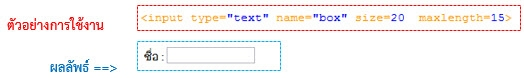 ตัวอย่างการใช้งาน <input type="text" name="box" size=20  maxlength=15>
ผลลัพธ์ ==> ชื่อ :